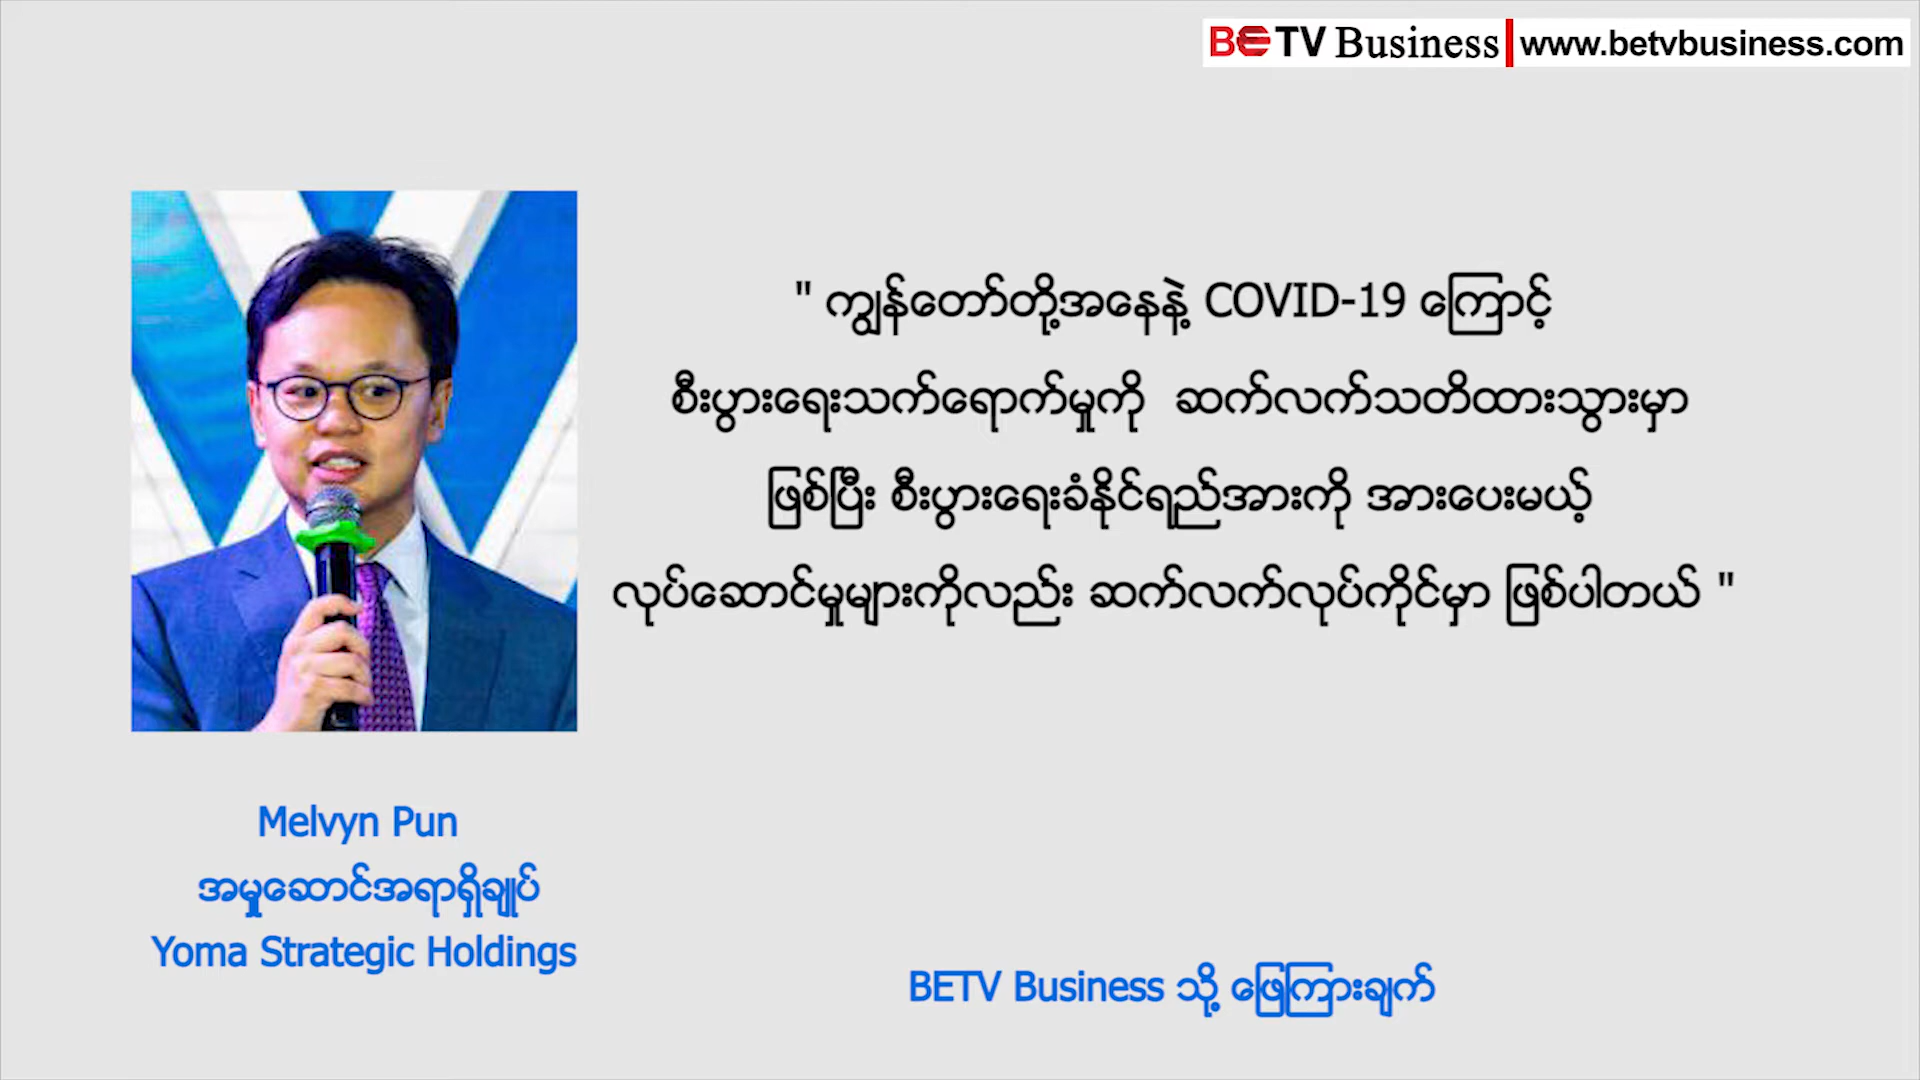 BETV Business www.betvbusiness.com
" ကျွန်တော်တို့အနေနဲ့ COVID-19 ကြောင့်
စီးပွားရေးသက်ရောက်မှုကို ဆက်လက်သတိထားသွားမှာ
ဖြစ်ပြီး စီးပွားရေးခံနိုင်ရည်အားကို အားပေးမယ့်
လုပ်ဆောင်မှုများကိုလည်း ဆက်လက်လုပ်ကိုင်မှာ ဖြစ်ပါတယ် "
Melvyn Pun
အမှုဆောင်အရာရှိချုပ်
Yoma Strategic Holdings
BETV Business သို့ ဖြေကြားချက်